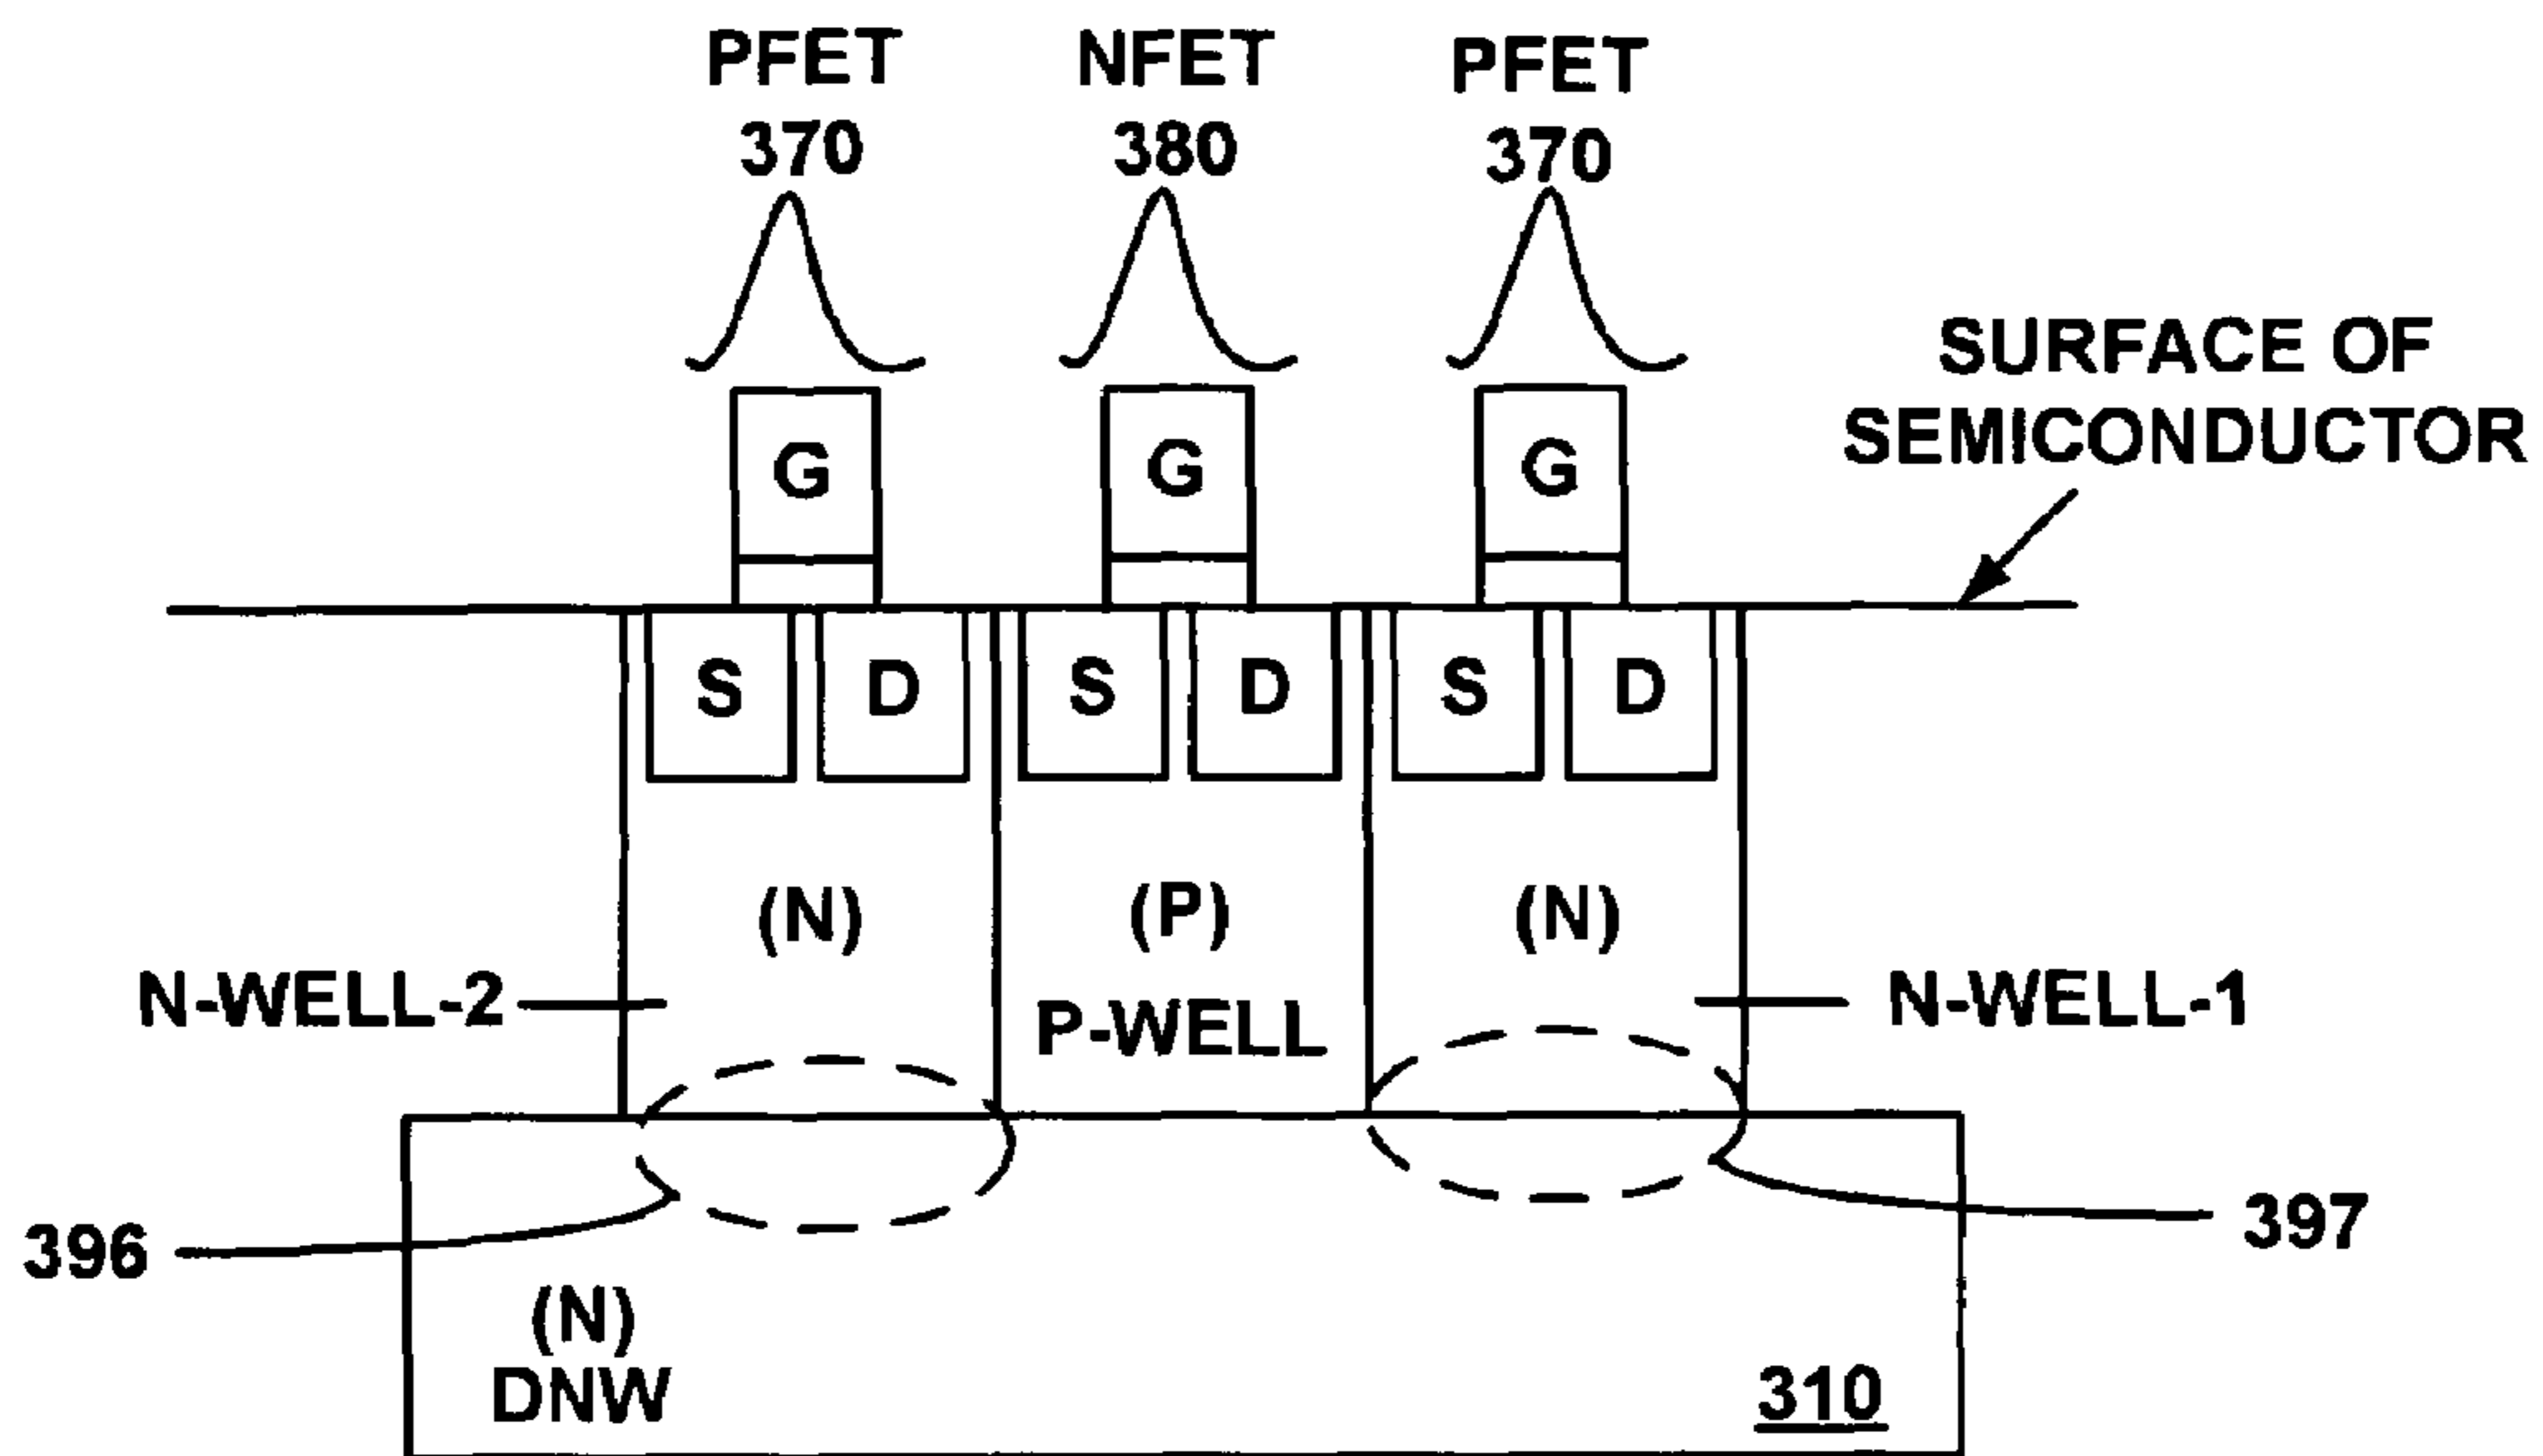 PFET NFET PFET
370 380 370
SURFACE OF
SEMICONDUCTOR
G G G
S D S D S D
(N) (P) (N)
N-WELL-2 P-WELL N-WELL-1
396 397
(N)
DNW
310